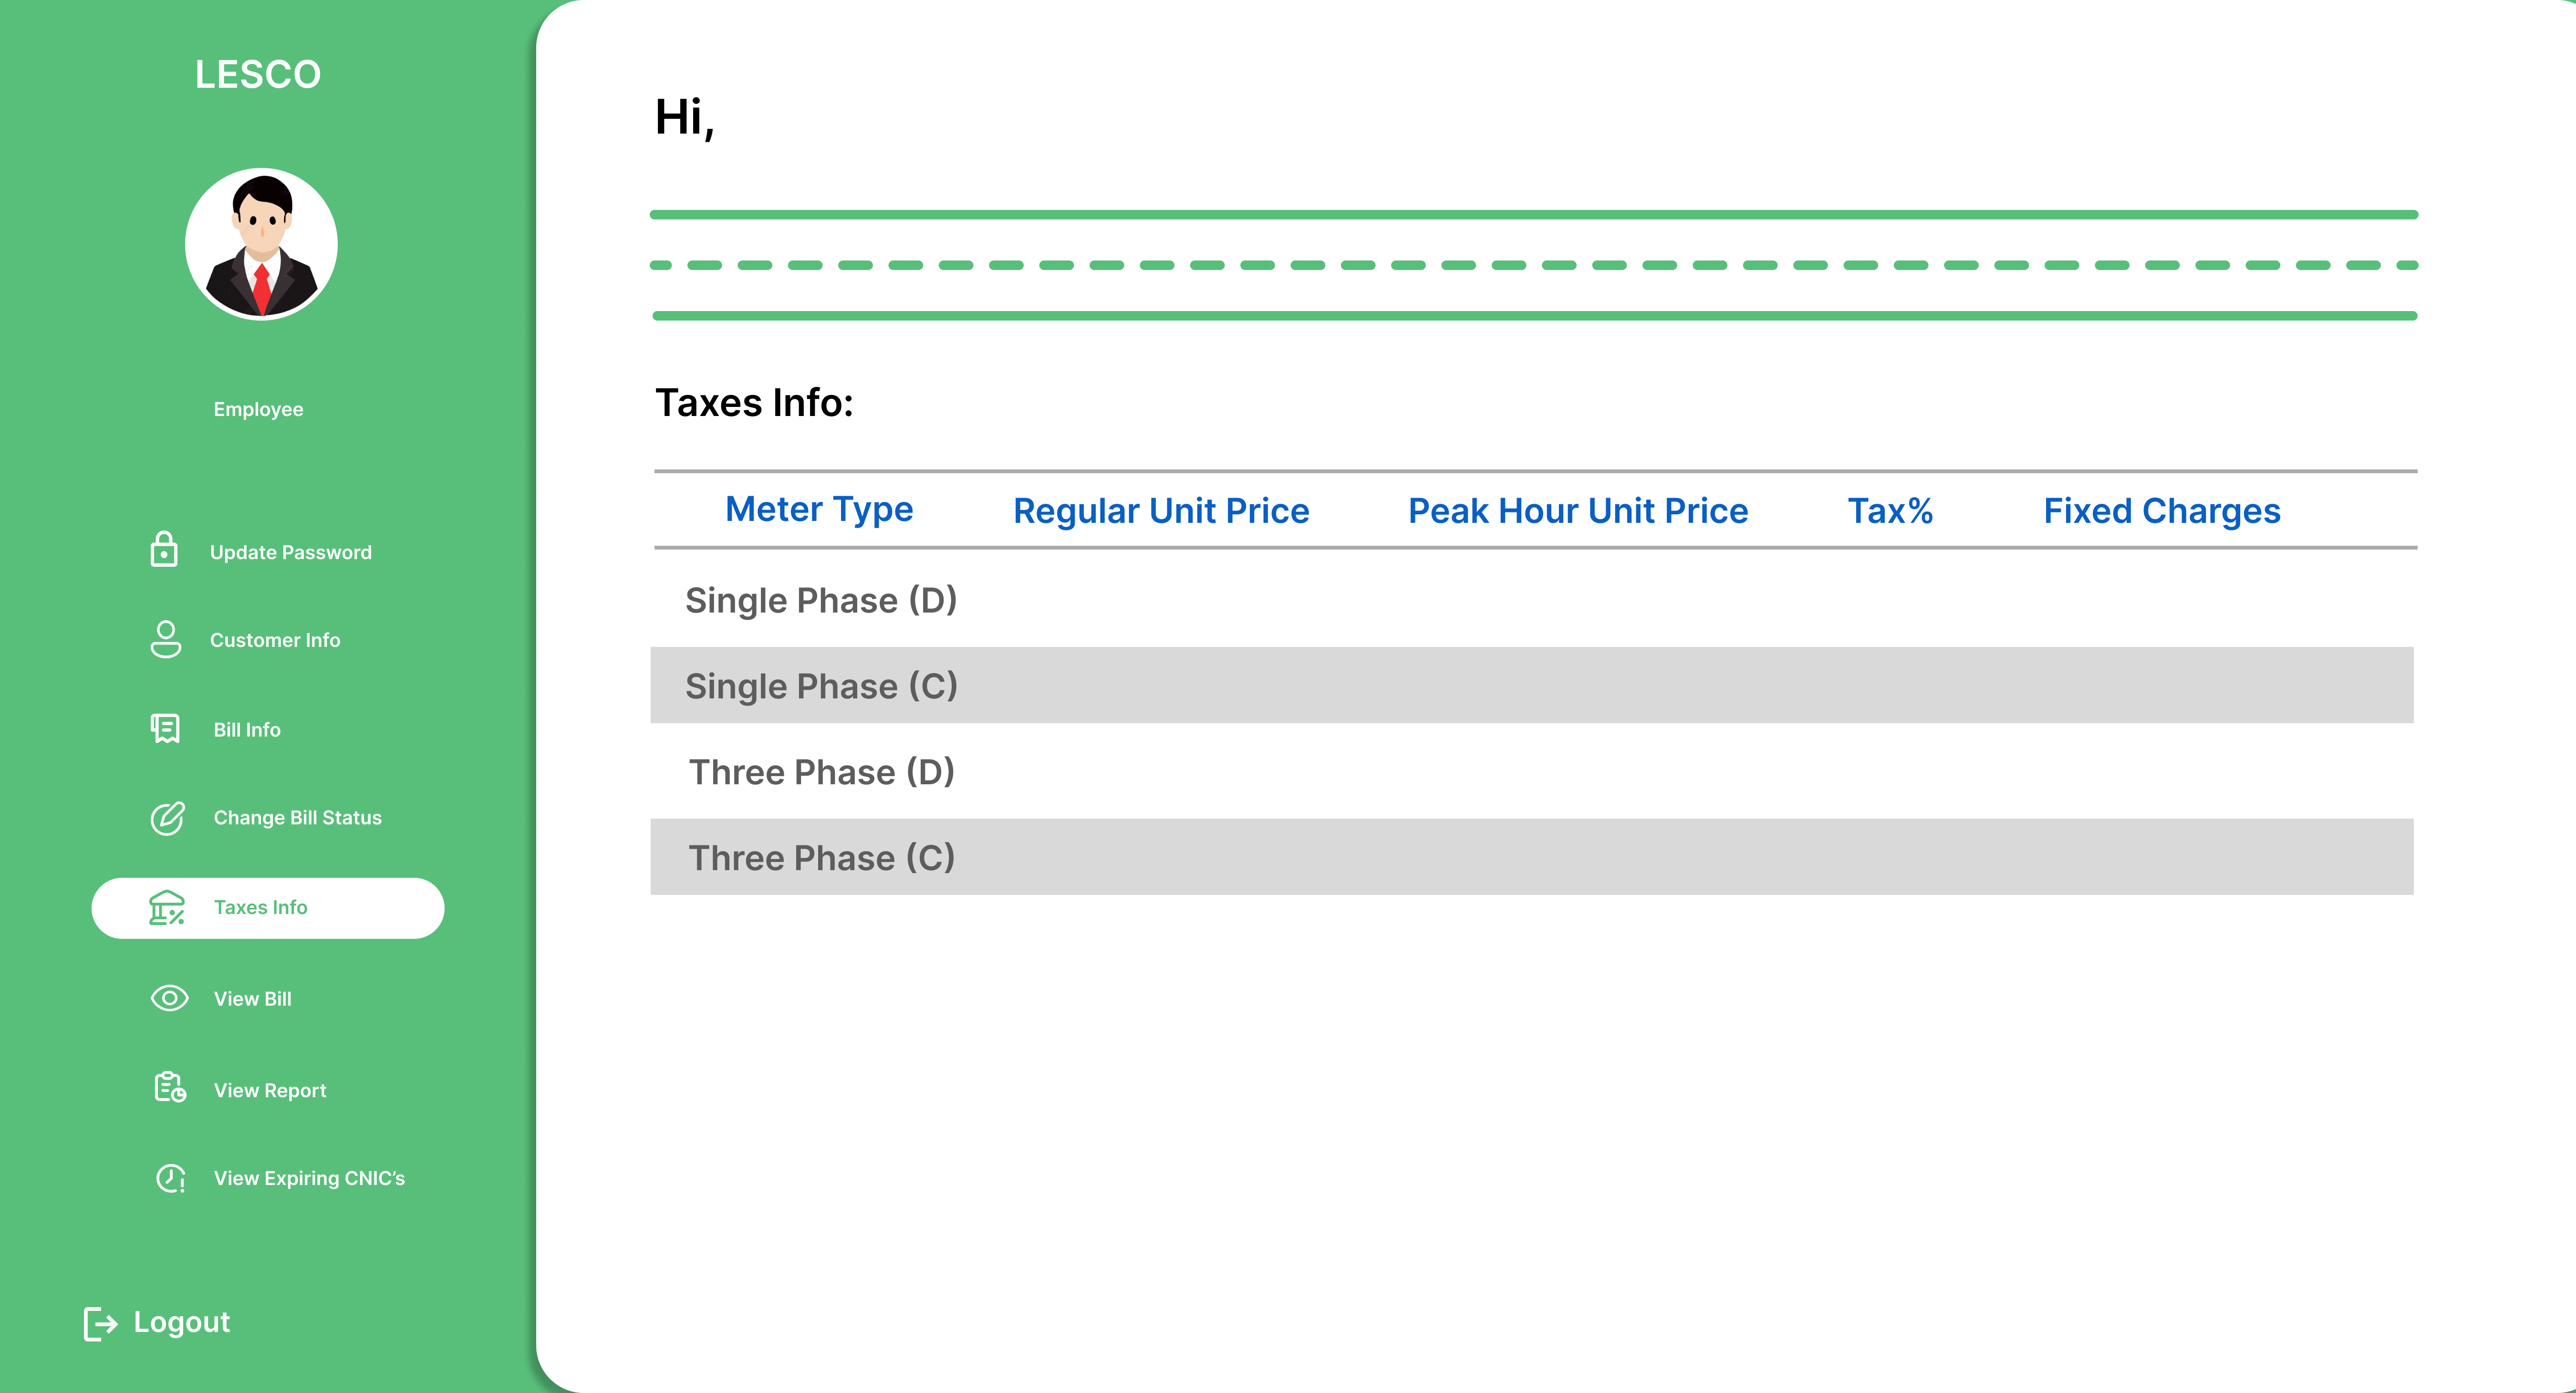 LESCO
Employee
Update Password
Customer Info
Bill Info
Change Bill Status
Taxes Info
View Bill
View Report
View Expiring CNIC’s
Logout
Hi,
Taxes Info:
Meter Type Regular Unit Price Peak Hour Unit Price Tax% Fixed Charges
Single Phase (D)
Single Phase (C)
Three Phase (D)
Three Phase (C)